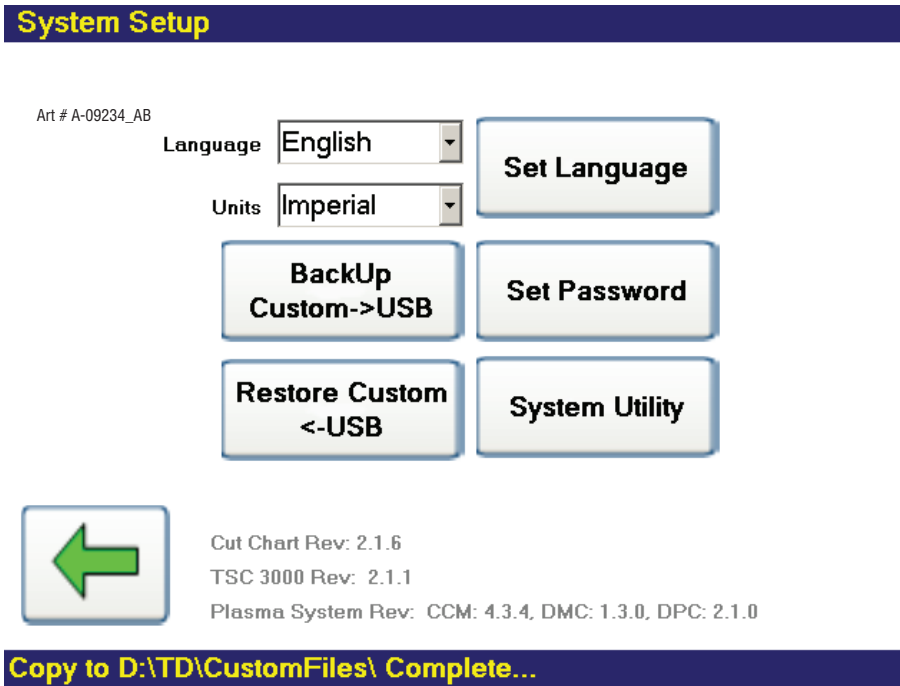 System Setup
Art # A-09234_AB
Language English
Set Language
Units Imperial
BackUp
Custom->USB
Set Password
Restore Custom
<-USB
System Utility
Cut Chart Rev: 2.1.6
TSC 3000 Rev: 2.1.1
Plasma System Rev: CCM: 4.3.4, DMC: 1.3.0, DPC: 2.1.0
Copy to D:\TD\CustomFiles\ Complete...